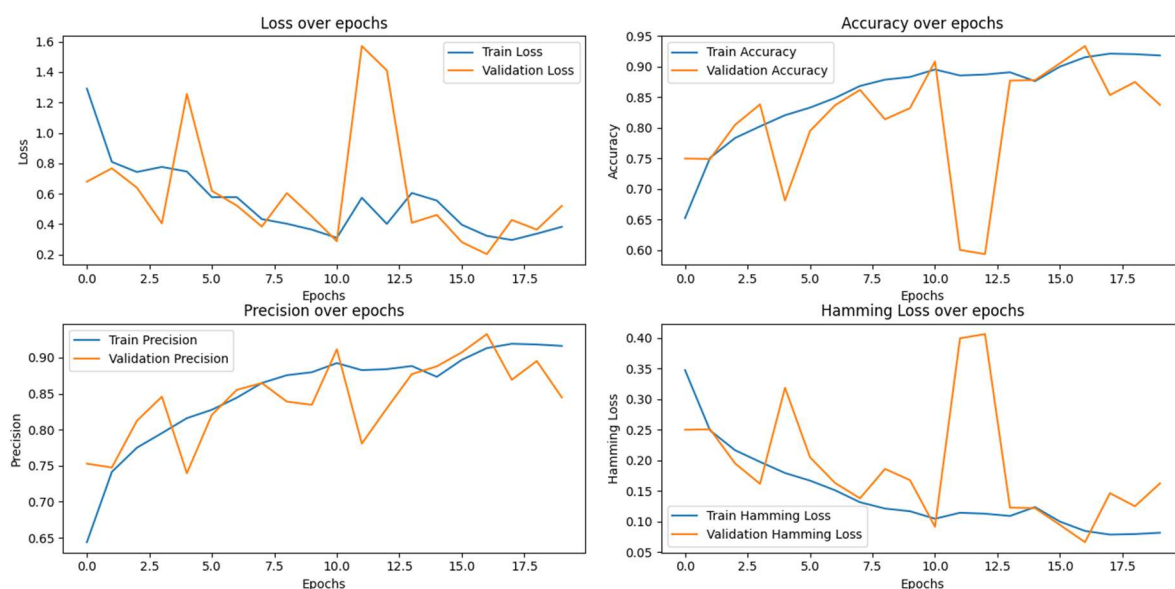 Loss over epochs
1.6
1.4
1.2
1.0
0.8
0.6
0.4
0.2
Loss
Train Loss
Validation Loss
0.0 2.5 5.0 7.5 10.0 12.5 15.0 17.5
Epochs
Accuracy over epochs
0.95
0.90
0.85
0.80
0.75
0.70
0.65
0.60
Accuracy
Train Accuracy
Validation Accuracy
0.0 2.5 5.0 7.5 10.0 12.5 15.0 17.5
Epochs
Precision over epochs
0.90
0.85
0.80
0.75
0.70
0.65
Precision
Train Precision
Validation Precision
0.0 2.5 5.0 7.5 10.0 12.5 15.0 17.5
Epochs
Hamming Loss over epochs
0.40
0.35
0.30
0.25
0.20
0.15
0.10
0.05
Hamming Loss
Train Hamming Loss
Validation Hamming Loss
0.0 2.5 5.0 7.5 10.0 12.5 15.0 17.5
Epochs